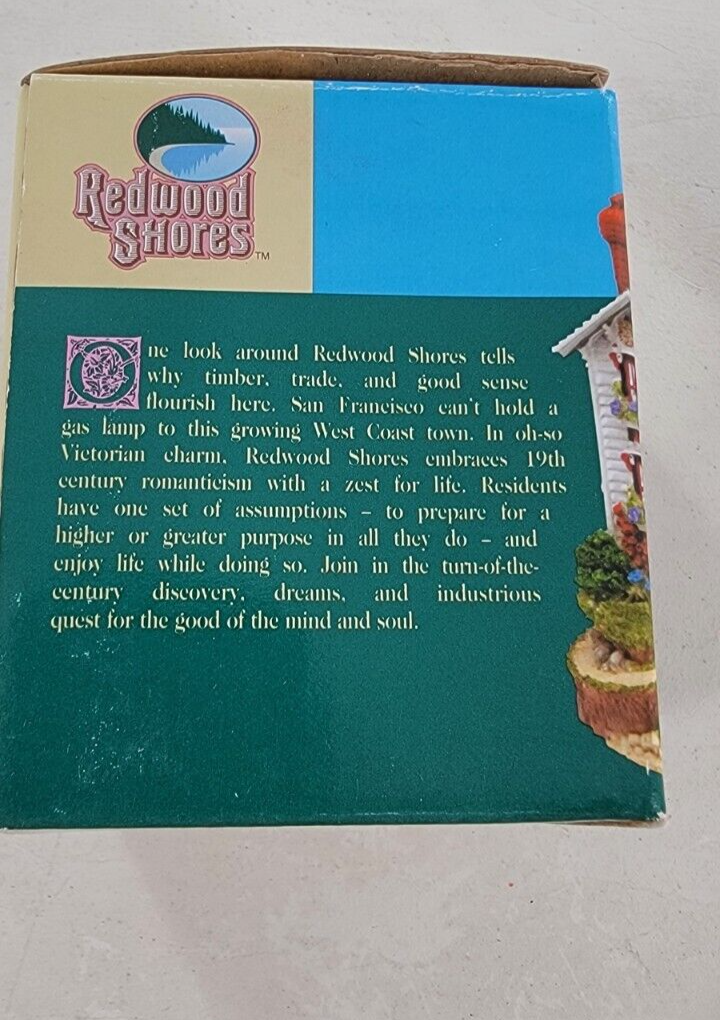 Redwood
Shores™
One look around Redwood Shores tells
why timber, trade, and good sense
flourish here. San Francisco can't hold a
gas lamp to this growing West Coast town. In oh-so
Victorian charm, Redwood Shores embraces 19th
century romanticism with a zest for life. Residents
have one set of assumptions – to prepare for a
higher or greater purpose in all they do – and
enjoy life while doing so. Join in the turn-of-the-
century discovery, dreams, and industrious
quest for the good of the mind and soul.